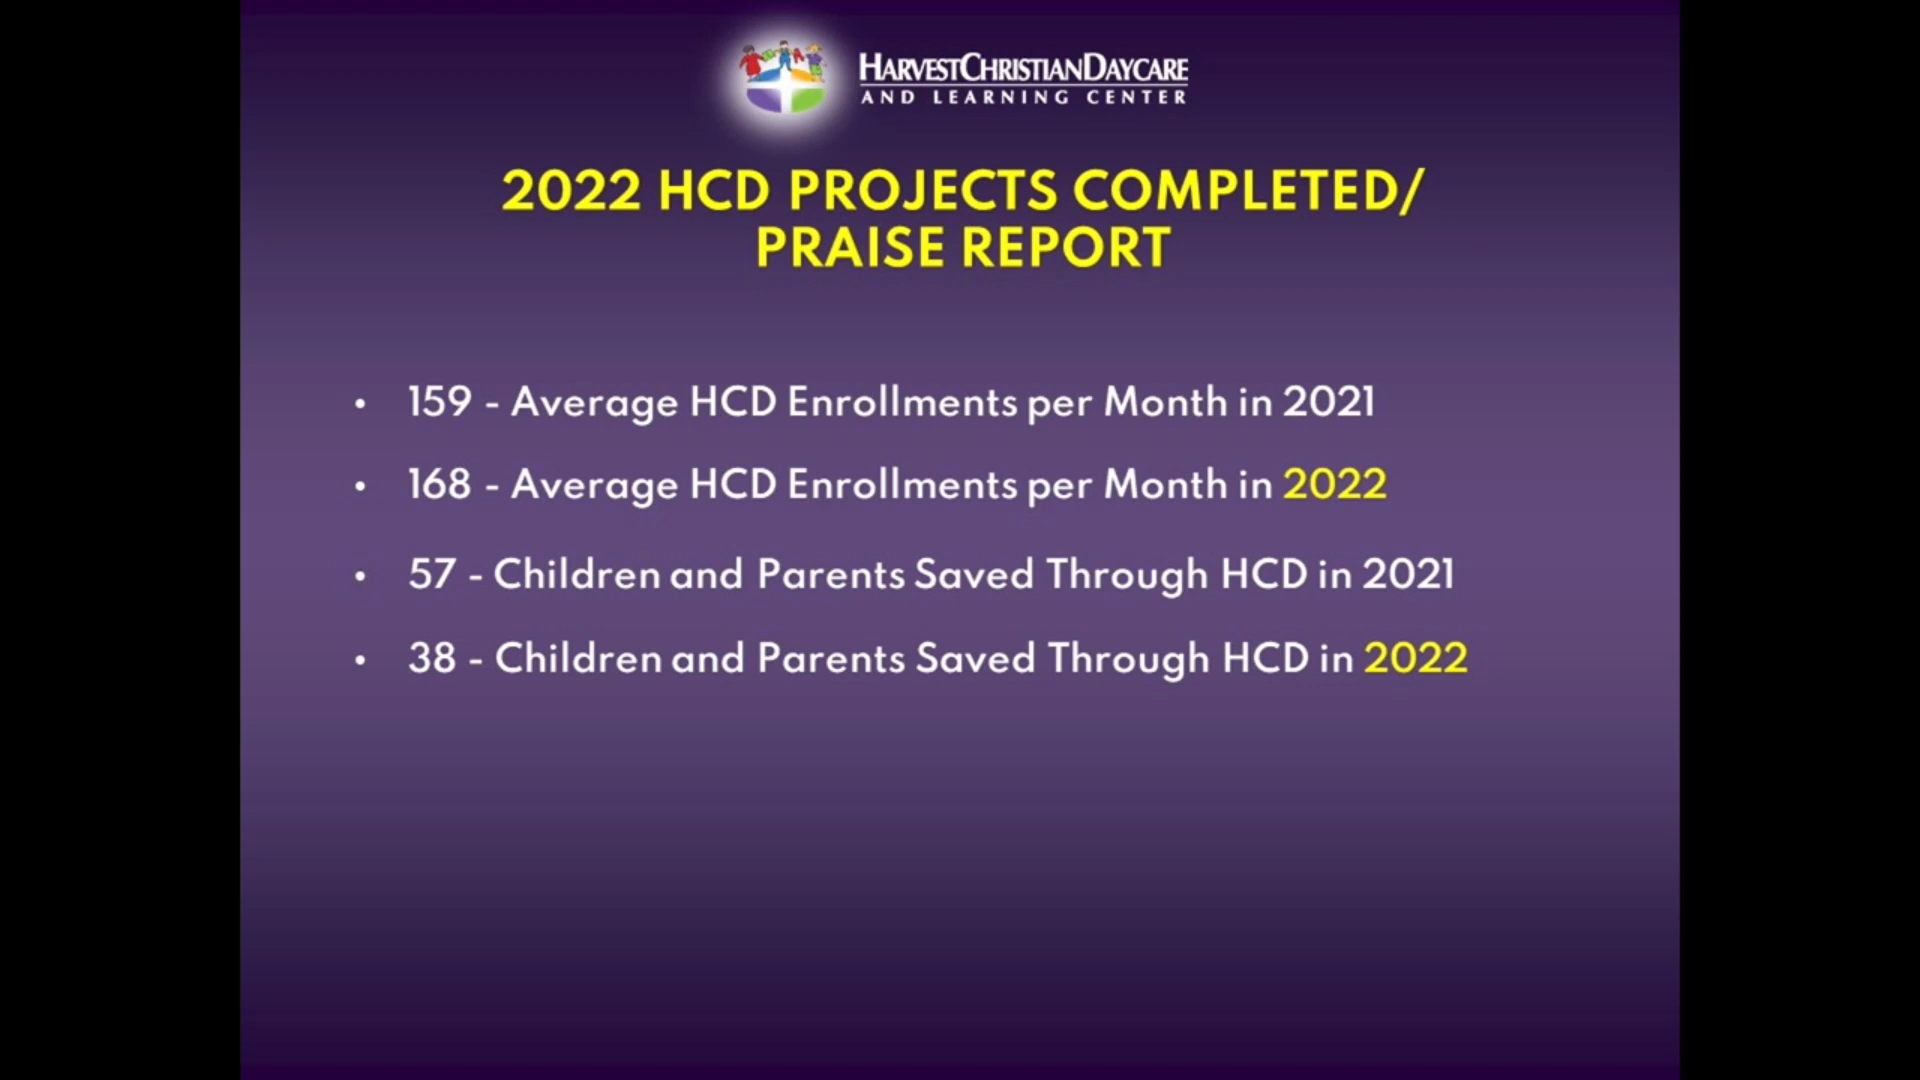 HARVESTCHRISTIANDAYCARE
AND LEARNING CENTER
2022 HCD PROJECTS COMPLETED/
PRAISE REPORT
• 159 - Average HCD Enrollments per Month in 2021
• 168 - Average HCD Enrollments per Month in 2022
• 57 - Children and Parents Saved Through HCD in 2021
• 38 - Children and Parents Saved Through HCD in 2022